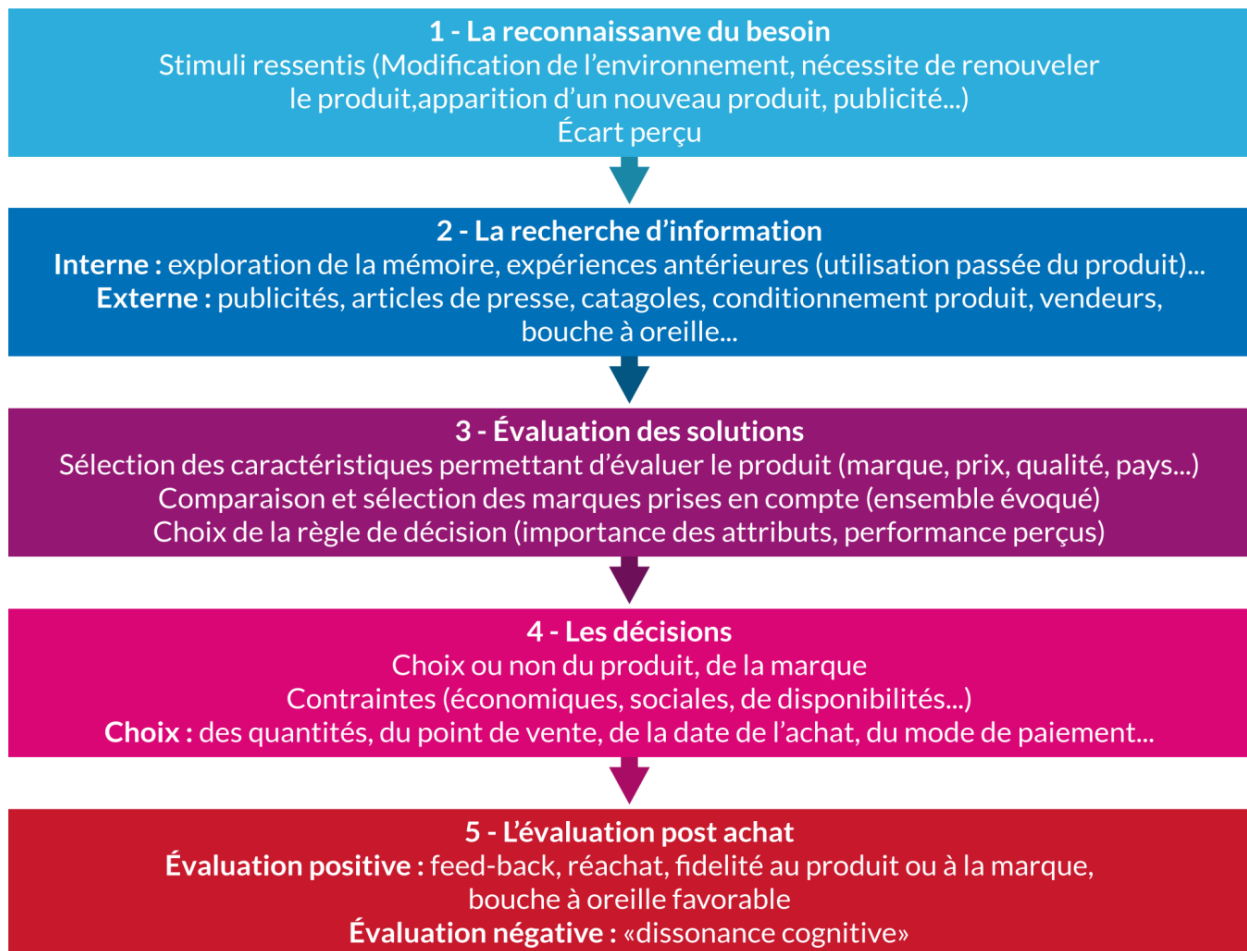 1 - La reconnaissanve du besoin
Stimuli ressentis (Modification de l’environnement, nécessite de renouveler
le produit,apparition d’un nouveau produit, publicité...)
Écart perçu
2 - La recherche d’information
Interne : exploration de la mémoire, expériences antérieures (utilisation passée du produit)...
Externe : publicités, articles de presse, catagoles, conditionnement produit, vendeurs,
bouche à oreille...
3 - Évaluation des solutions
Sélection des caractéristiques permettant d’évaluer le produit (marque, prix, qualité, pays...)
Comparaison et sélection des marques prises en compte (ensemble évoqué)
Choix de la règle de décision (importance des attributs, performance perçus)
4 - Les décisions
Choix ou non du produit, de la marque
Contraintes (économiques, sociales, de disponibilités...)
Choix : des quantités, du point de vente, de la date de l’achat, du mode de paiement...
5 - L’évaluation post achat
Évaluation positive : feed-back, réachat, fidelité au produit ou à la marque,
bouche à oreille favorable
Évaluation négative : «dissonance cognitive»